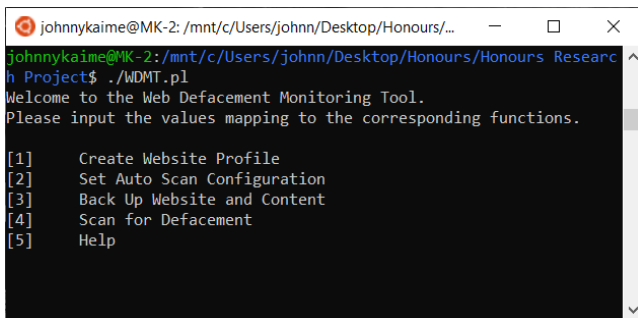 johnnykaime@MK-2: /mnt/c/Users/johnn/Desktop/Honours/...
johnnykaime@MK-2:/mnt/c/Users/johnn/Desktop/Honours/Honours Researc
h Project$ ./WDMT.pl
Welcome to the Web Defacement Monitoring Tool.
Please input the values mapping to the corresponding functions.
[1] Create Website Profile
[2] Set Auto Scan Configuration
[3] Back Up Website and Content
[4] Scan for Defacement
[5] Help